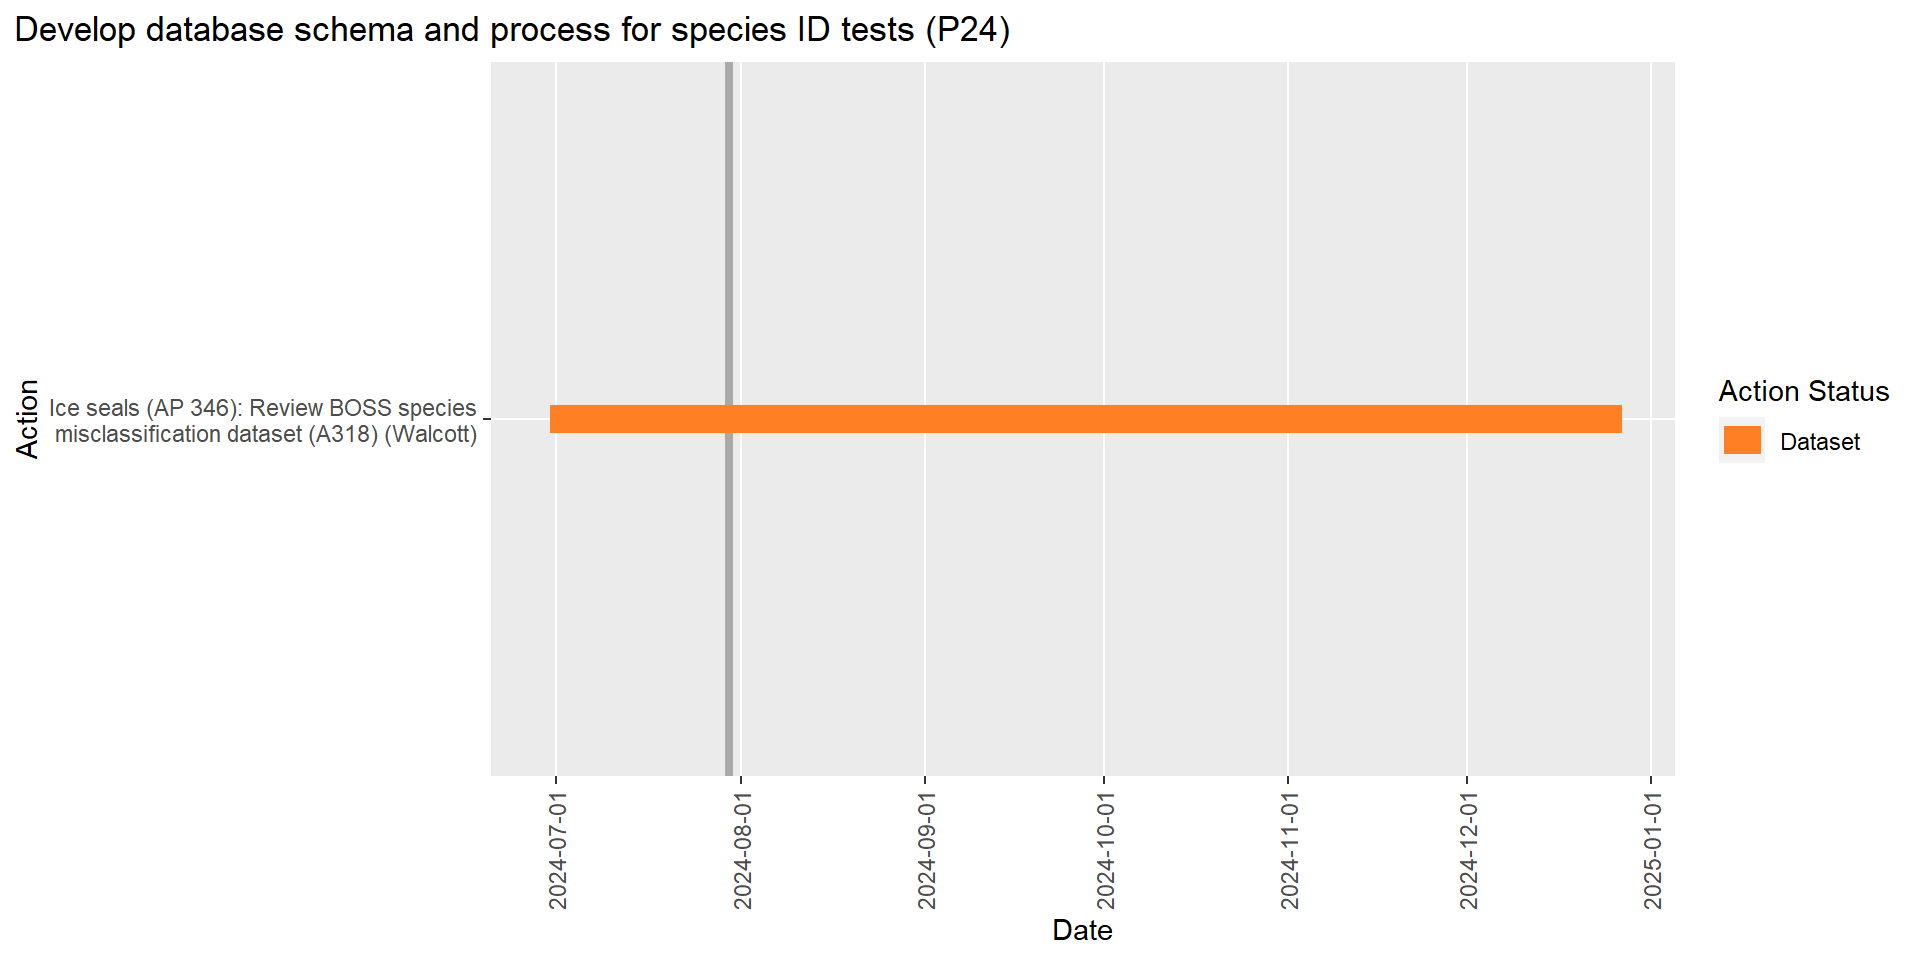 Develop database schema and process for species ID tests (P24)
Action
Ice seals (AP 346): Review BOSS species
misclassification dataset (A318) (Walcott)
Action Status
Dataset
2024-07-01
2024-08-01
2024-09-01
2024-10-01
2024-11-01
2024-12-01
2025-01-01
Date